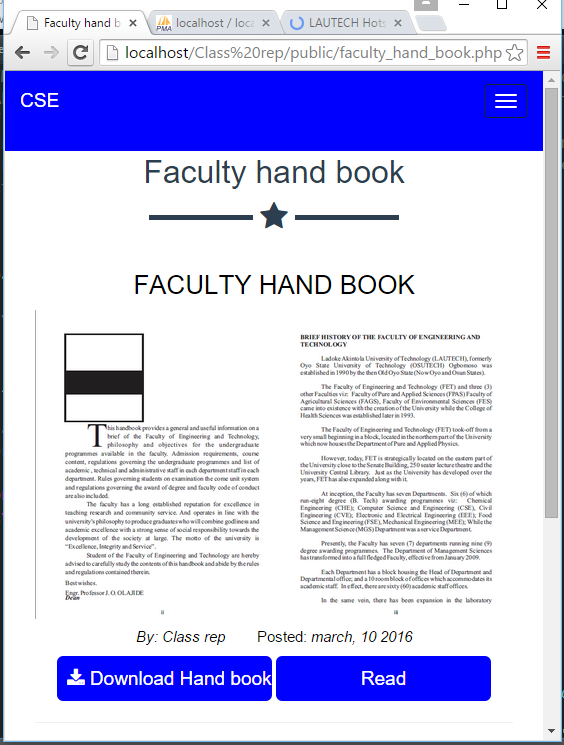 Faculty hand b
localhost / local
LAUTECH Hots
localhost/Class%20rep/public/faculty_hand_book.php
CSE
Faculty hand book
FACULTY HAND BOOK
This handbook provides a general and useful information on a
brief of the Faculty of Engineering and Technology,
philosophy and objectives for the undergraduate
programmes available in the faculty. Admission requirements, course
content, regulations governing the undergraduate programmes and list of
academic , technical and administrative staff in each department staff in each
department. Rules governing students on examination the come unit system
and regulations governing the award of degree and faculty code of conduct
are also included.
The faculty has a long established reputation for excellence in
teaching research and community service. And operates in line with the
university's philosophy to produce graduates who will combine godliness and
academic excellence with a strong sense of social responsibility towards the
development of the society at large. The motto of the university is
“Excellence, Integrity and Service”.
Student of the Faculty of Engineering and Technology are hereby
advised to carefully study the contents of this handbook and abide by the rules
and regulations contained therein.
Best wishes.
Engr. Professor J. O. OLAJIDE
Dean
ii
BRIEF HISTORY OF THE FACULTY OF ENGINEERING AND
TECHNOLOGY
Ladoke Akintola University of Technology (LAUTECH), formerly
Oyo State University of Technology (OSUTECH) Ogbomoso was
established in 1990 by the then Old Oyo State (Now Oyo and Osun States).
The Faculty of Engineering and Technology (FET) and three (3)
other Faculties viz: Faculty of Pure and Applied Sciences (FPAS) Faculty of
Agricultural Sciences (FAGS), Faculty of Environmental Sciences (FES)
came into existence with the creation of the University while the College of
Health Sciences was established later in 1993.
The Faculty of Engineering and Technology (FET) took-off from a
very small beginning in a block, located in the northern part of the University
which now houses the Department of Pure and Applied Physics.
However, today, FET is strategically located on the eastern part of
the University close to the Senate Building, 250 seater lecture theatre and the
University Central Library. Just as the University has developed over the
years, FET has also expanded along with it.
At inception, the Faculty has seven Departments. Six (6) of which
run-eight degree (B. Tech) awarding programmes viz: Chemical
Engineering (CHE); Computer Science and Engineering (CSE), Civil
Engineering (CVE); Electronic and Electrical Engineering (EEE); Food
Science and Engineering (FSE), Mechanical Engineering (MEE); While the
Management Science (MGS) Department was a service Department.
Presently, the Faculty has seven (7) departments running nine (9)
degree awarding programmes. The Department of Management Sciences
has transformed into a full fledged Faculty, effective from January 2009.
Each Department has a block housing the Head of Department and
Departmental office; and a 10 room block of offices which accommodates its
academic staff. In effect, there are sixty (60) academic staff offices.
In the same vein, there has been expansion in the laboratory
iii
By: Class rep Posted: march, 10 2016
Download Hand book Read